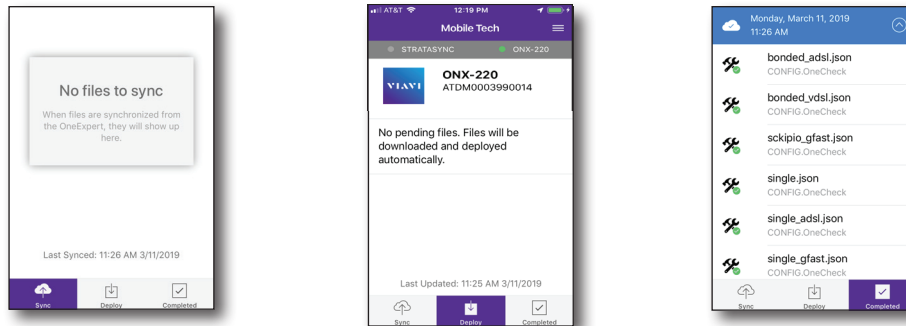 No files to sync
When files are synchronized from
the OneExpert, they will show up
here.
Last Synced: 11:26 AM 3/11/2019
Sync Deploy Completed
AT&T 12:19 PM
Mobile Tech
STRATASYNC ONX-220
VIAVI
ONX-220
ATDM0003990014
No pending files. Files will be
downloaded and deployed
automatically.
Last Updated: 11:25 AM 3/11/2019
Sync Deploy Completed
Monday, March 11, 2019
11:26 AM
bonded_adsl.json
CONFIG.OneCheck
bonded_vdsl.json
CONFIG.OneCheck
sckipio_gfast.json
CONFIG.OneCheck
single.json
CONFIG.OneCheck
single_adsl.json
CONFIG.OneCheck
single_gfast.json
CONFIG.OneCheck
Sync Deploy Completed